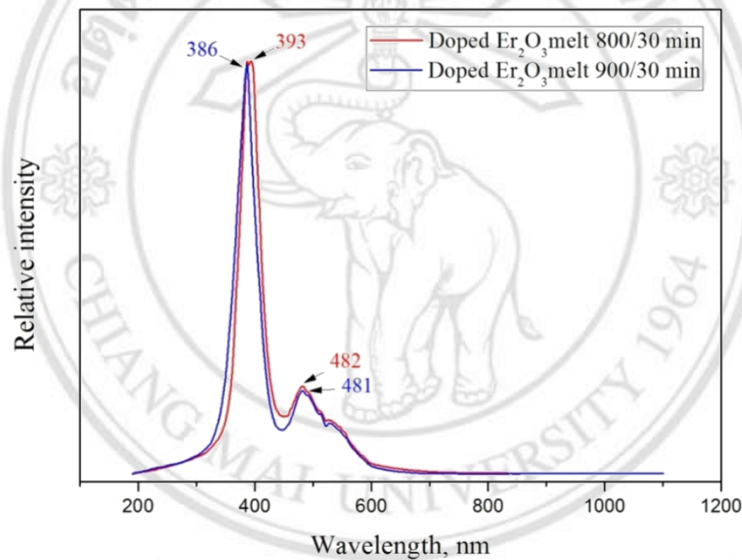 Doped Er₂O₃melt 800/30 min
Doped Er₂O₃melt 900/30 min
386
393
482
481
Relative intensity
200 400 600 800 1000 1200
Wavelength, nm
CHIANG MAI UNIVERSITY 1964